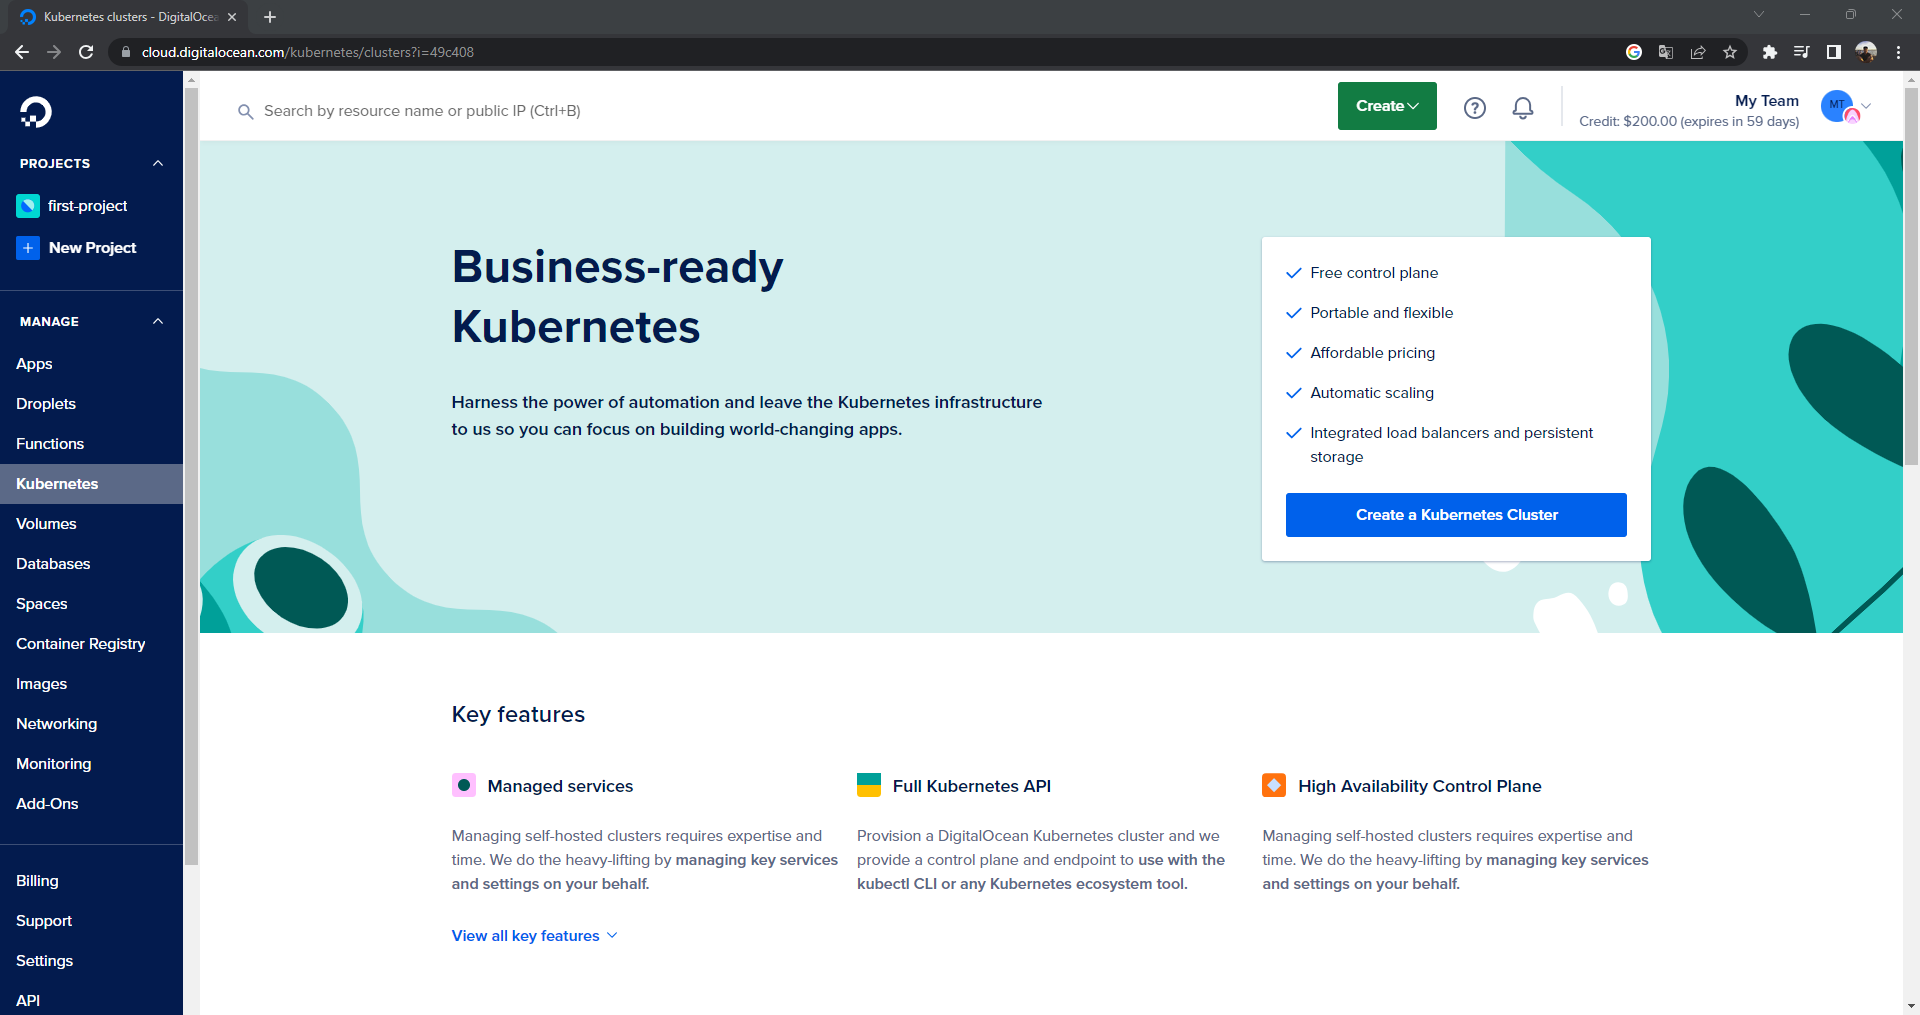 Kubernetes clusters - DigitalOcea
cloud.digitalocean.com/kubernetes/clusters?i=49c408
PROJECTS
first-project
New Project
MANAGE
Apps
Droplets
Functions
Kubernetes
Volumes
Databases
Spaces
Container Registry
Images
Networking
Monitoring
Add-Ons
Billing
Support
Settings
API
Search by resource name or public IP (Ctrl+B)
Create
My Team
Credit: $200.00 (expires in 59 days)
MT
Business-ready
Kubernetes
Harness the power of automation and leave the Kubernetes infrastructure
to us so you can focus on building world-changing apps.
Free control plane
Portable and flexible
Affordable pricing
Automatic scaling
Integrated load balancers and persistent
storage
Create a Kubernetes Cluster
Key features
Managed services
Managing self-hosted clusters requires expertise and
time. We do the heavy-lifting by managing key services
and settings on your behalf.
Full Kubernetes API
Provision a DigitalOcean Kubernetes cluster and we
provide a control plane and endpoint to use with the
kubectl CLI or any Kubernetes ecosystem tool.
High Availability Control Plane
Managing self-hosted clusters requires expertise and
time. We do the heavy-lifting by managing key services
and settings on your behalf.
View all key features